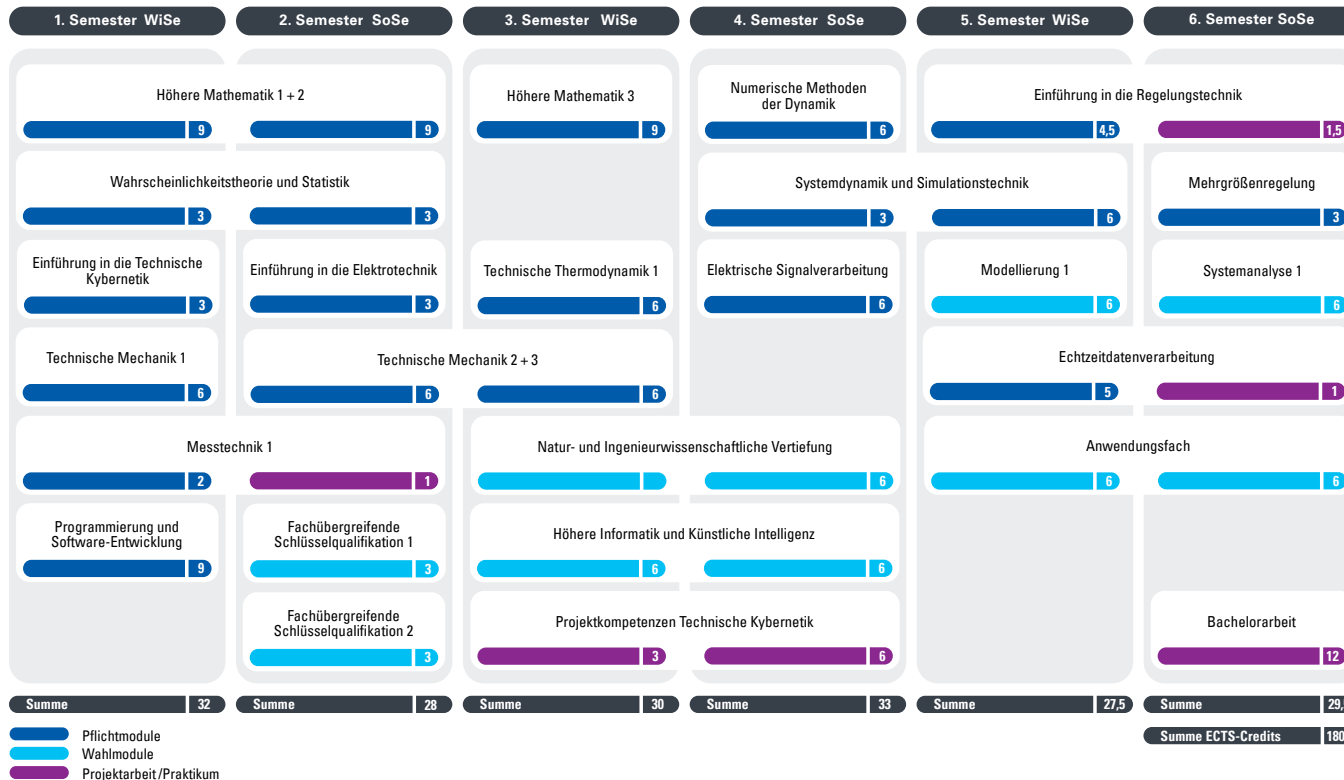 1. Semester WiSe
2. Semester SoSe
3. Semester WiSe
4. Semester SoSe
5. Semester WiSe
6. Semester SoSe
Höhere Mathematik 1 + 2
9
9
Höhere Mathematik 3
9
Numerische Methoden
der Dynamik
6
Einführung in die Regelungstechnik
4,5
1,5
Wahrscheinlichkeitstheorie und Statistik
3
3
Systemdynamik und Simulationstechnik
3
6
Mehrgrößenregelung
3
Einführung in die Technische
Kybernetik
3
Einführung in die Elektrotechnik
3
Technische Thermodynamik 1
6
Elektrische Signalverarbeitung
6
Modellierung 1
6
Systemanalyse 1
6
Technische Mechanik 1
6
Technische Mechanik 2 + 3
6
6
Echtzeitdatenverarbeitung
5
1
Messtechnik 1
2
1
Natur- und Ingenieurwissenschaftliche Vertiefung
6
Anwendungsfach
6
6
Programmierung und
Software-Entwicklung
9
Fachübergreifende
Schlüsselqualifikation 1
3
Höhere Informatik und Künstliche Intelligenz
6
6
Fachübergreifende
Schlüsselqualifikation 2
3
Projektkompetenzen Technische Kybernetik
3
6
Bachelorarbeit
12
Summe 32
Summe 28
Summe 30
Summe 33
Summe 27,5
Summe 29,
Summe ECTS-Credits 180
Pflichtmodule
Wahlmodule
Projektarbeit/Praktikum